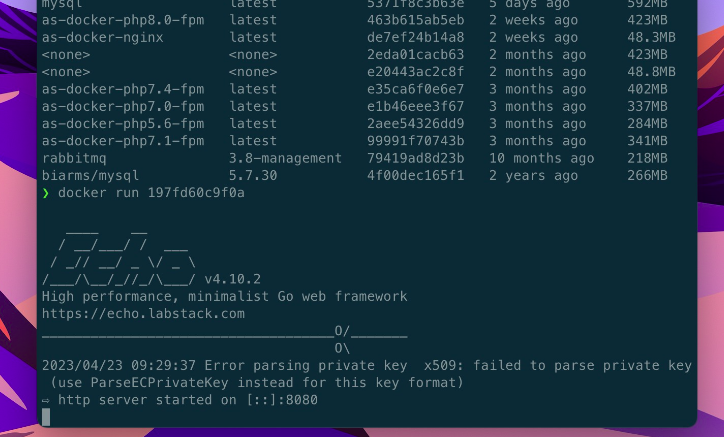 mysql latest 5371f8c3b63e 5 days ago 592MB
as-docker-php8.0-fpm latest 463b615ab5eb 2 weeks ago 423MB
as-docker-nginx latest de7ef24b14a8 2 weeks ago 48.3MB
<none> <none> 2eda01cacb63 2 months ago 423MB
<none> <none> e20443ac2c8f 2 months ago 48.8MB
as-docker-php7.4-fpm latest e35ca6f0e6e7 3 months ago 402MB
as-docker-php7.0-fpm latest e1b46eee3f67 3 months ago 337MB
as-docker-php5.6-fpm latest 2aee54326dd9 3 months ago 284MB
as-docker-php7.1-fpm latest 99991f70743b 3 months ago 341MB
rabbitmq 3.8-management 79419ad8d23b 10 months ago 218MB
biarms/mysql 5.7.30 4f00dec165f1 2 years ago 266MB
❯ docker run 197fd60c9f0a
   ____    __
  / __/___/ /  ___
 / _// __/ _ \/ _ \
/___/\__/_//_/\___/ v4.10.2
High performance, minimalist Go web framework
https://echo.labstack.com
____________________________________O/_______
                                    O\
2023/04/23 09:29:37 Error parsing private key  x509: failed to parse private key
 (use ParseECPrivateKey instead for this key format)
⇨ http server started on [::]:8080